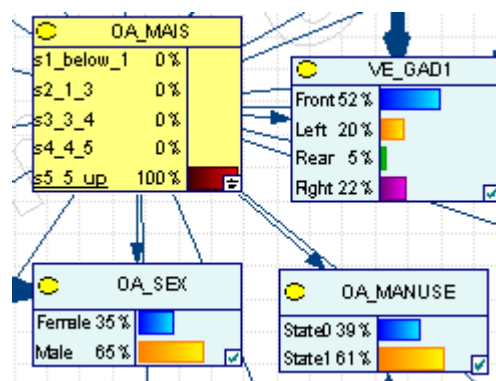 OA_MAIS
s1_below_1 0%
s2_1_3 0%
s3_3_4 0%
s4_4_5 0%
s5_5_up 100%
VE_GAD1
Front 52%
Left 20%
Rear 5%
Right 22%
OA_SEX
Female 35%
Male 65%
OA_MANUSE
State0 39%
State1 61%